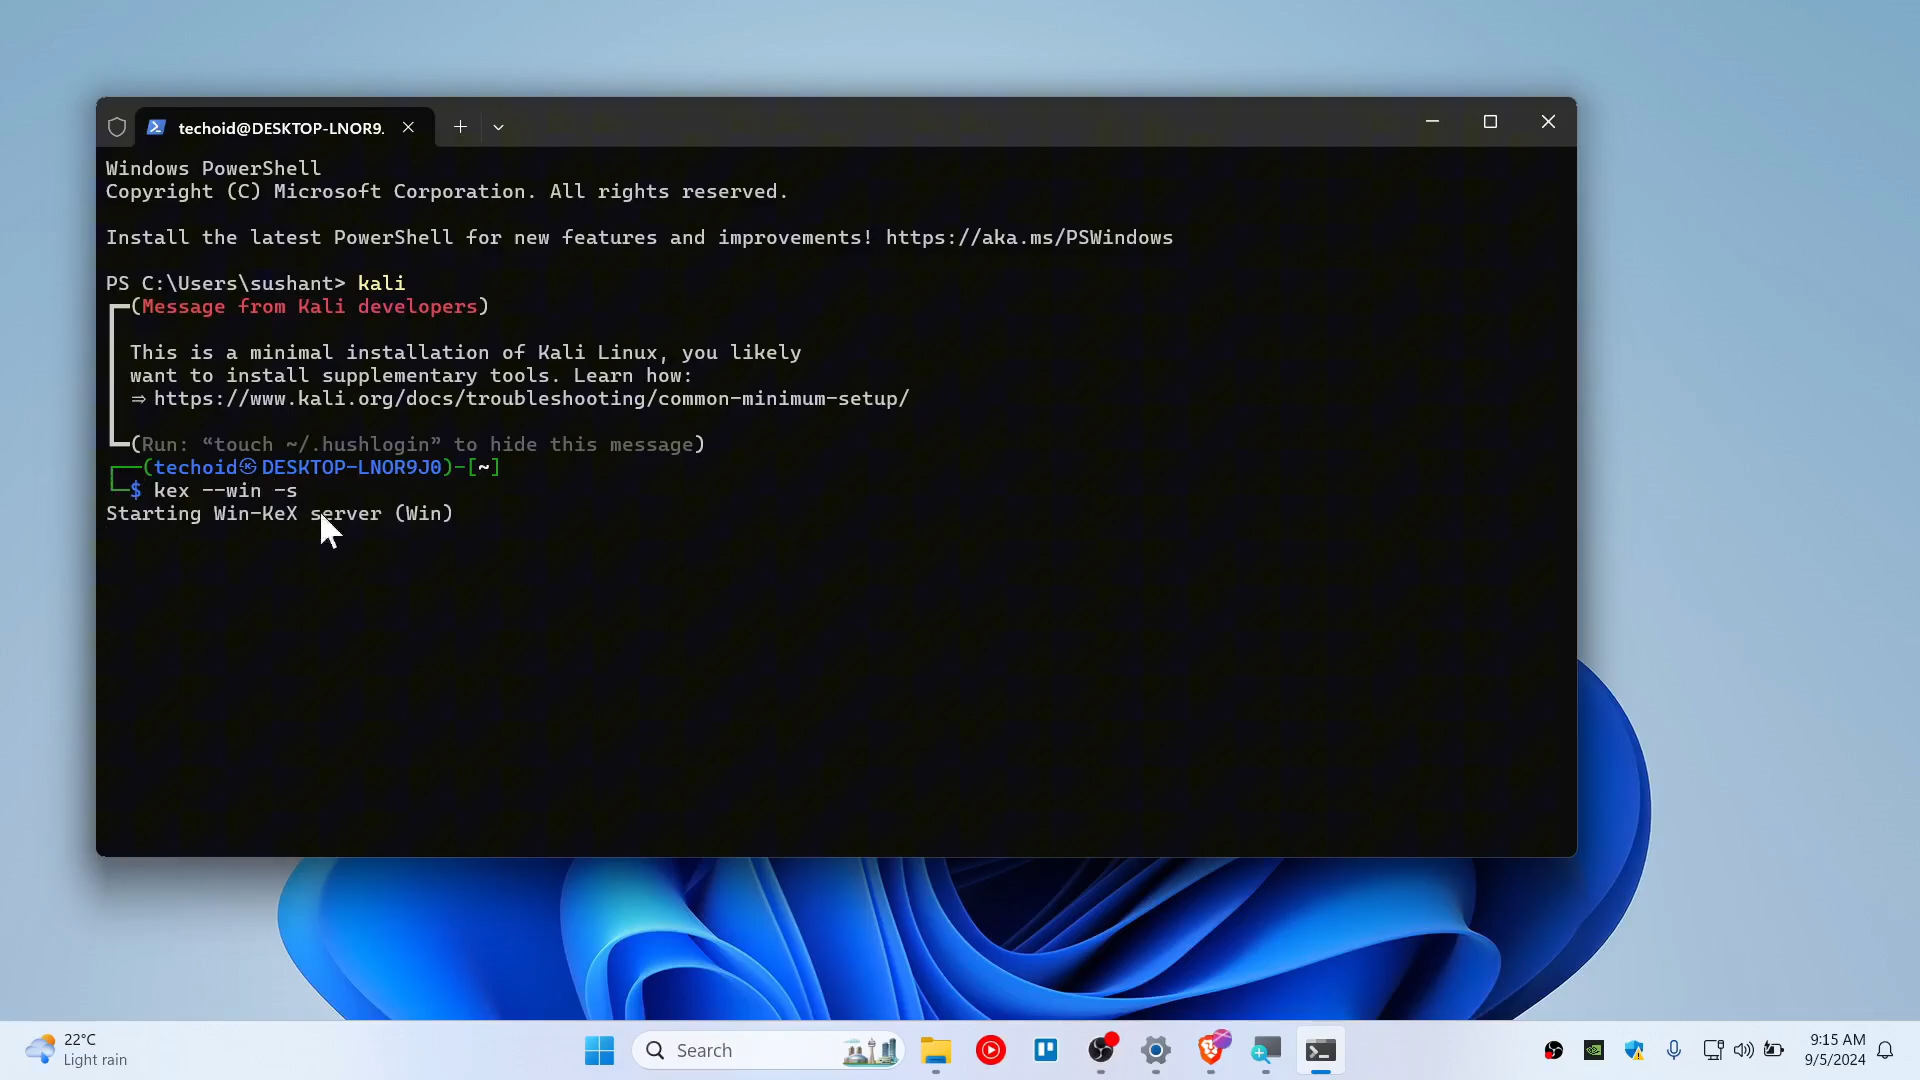 techoid@DESKTOP-LNOR9.
Windows PowerShell
Copyright (C) Microsoft Corporation. All rights reserved.
Install the latest PowerShell for new features and improvements! https://aka.ms/PSWindows
PS C:\Users\sushant> kali
(Message from Kali developers)
This is a minimal installation of Kali Linux, you likely
want to install supplementary tools. Learn how:
⇒ https://www.kali.org/docs/troubleshooting/common-minimum-setup/
(Run: “touch ~/.hushlogin” to hide this message)
┌──(techoid㉿DESKTOP-LNOR9J0)-[~]
└─$ kex --win -s
Starting Win-KeX server (Win)
22°C
Light rain
Search
9:15 AM
9/5/2024